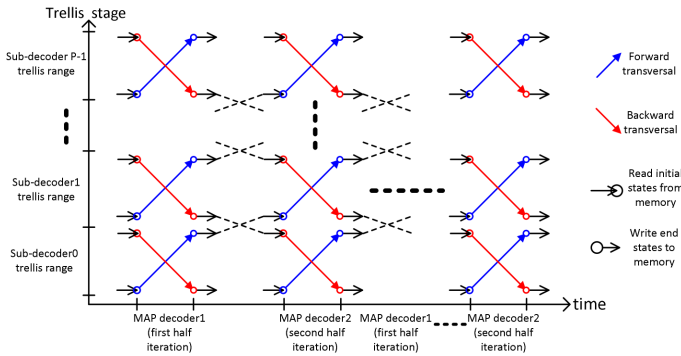 Trellis stage
Sub-decoder P-1
trellis range
Sub-decoder1
trellis range
Sub-decoder0
trellis range
Forward
transversal
Backward
transversal
Read initial
states from
memory
Write end
states to
memory
time
MAP decoder1
(first half
iteration)
MAP decoder2
(second half
iteration)
MAP decoder1
(first half
iteration)
MAP decoder2
(second half
iteration)